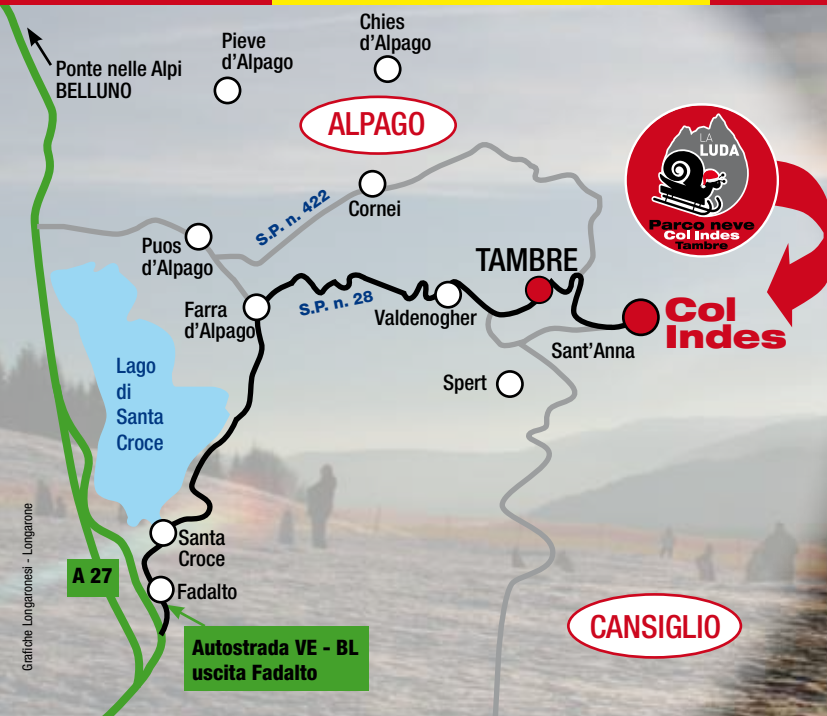 Ponte nelle Alpi
BELLUNO
Pieve
d'Alpago
Chies
d'Alpago
ALPAGO
LA
LUDA
Parco neve
Col Indes
Tambre
S.P. n. 422
Cornei
Puos
d'Alpago
TAMBRE
Farra
d'Alpago
S.P. n. 28
Valdenogher
Col
Indes
Sant'Anna
Lago
di
Santa
Croce
Spert
Santa
Croce
A 27
Fadalto
CANSIGLIO
Autostrada VE - BL
uscita Fadalto
Grafiche Longaronesi - Longarone